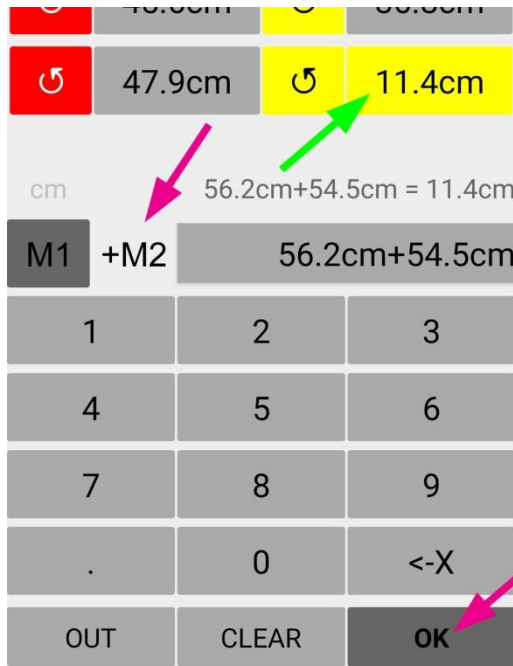 ↺ 47.9cm ↺ 11.4cm
cm 56.2cm+54.5cm = 11.4cm
M1 +M2 56.2cm+54.5cm
1 2 3
4 5 6
7 8 9
. 0 <-X
OUT CLEAR OK